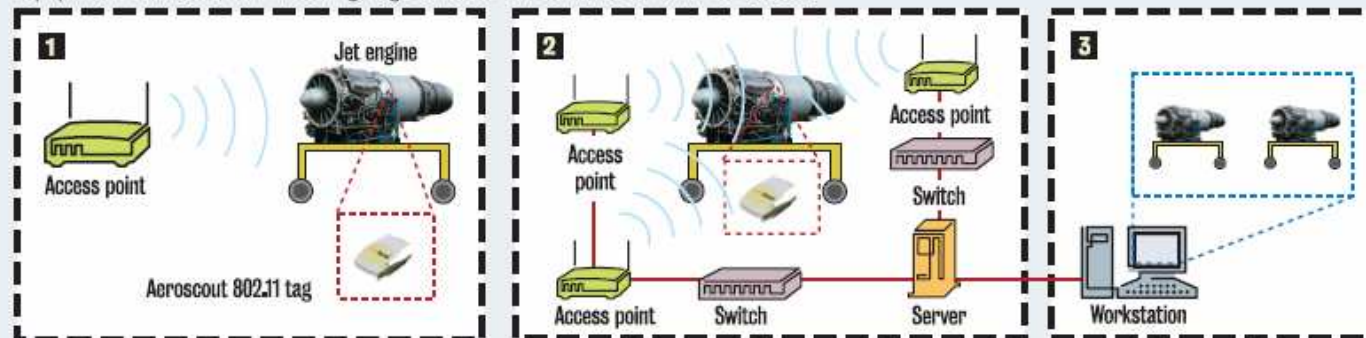 1
Jet engine
Access point
Aeroscout 802.11 tag
2
Access
point
Access point
Switch
Access point
Switch
Server
3
Workstation